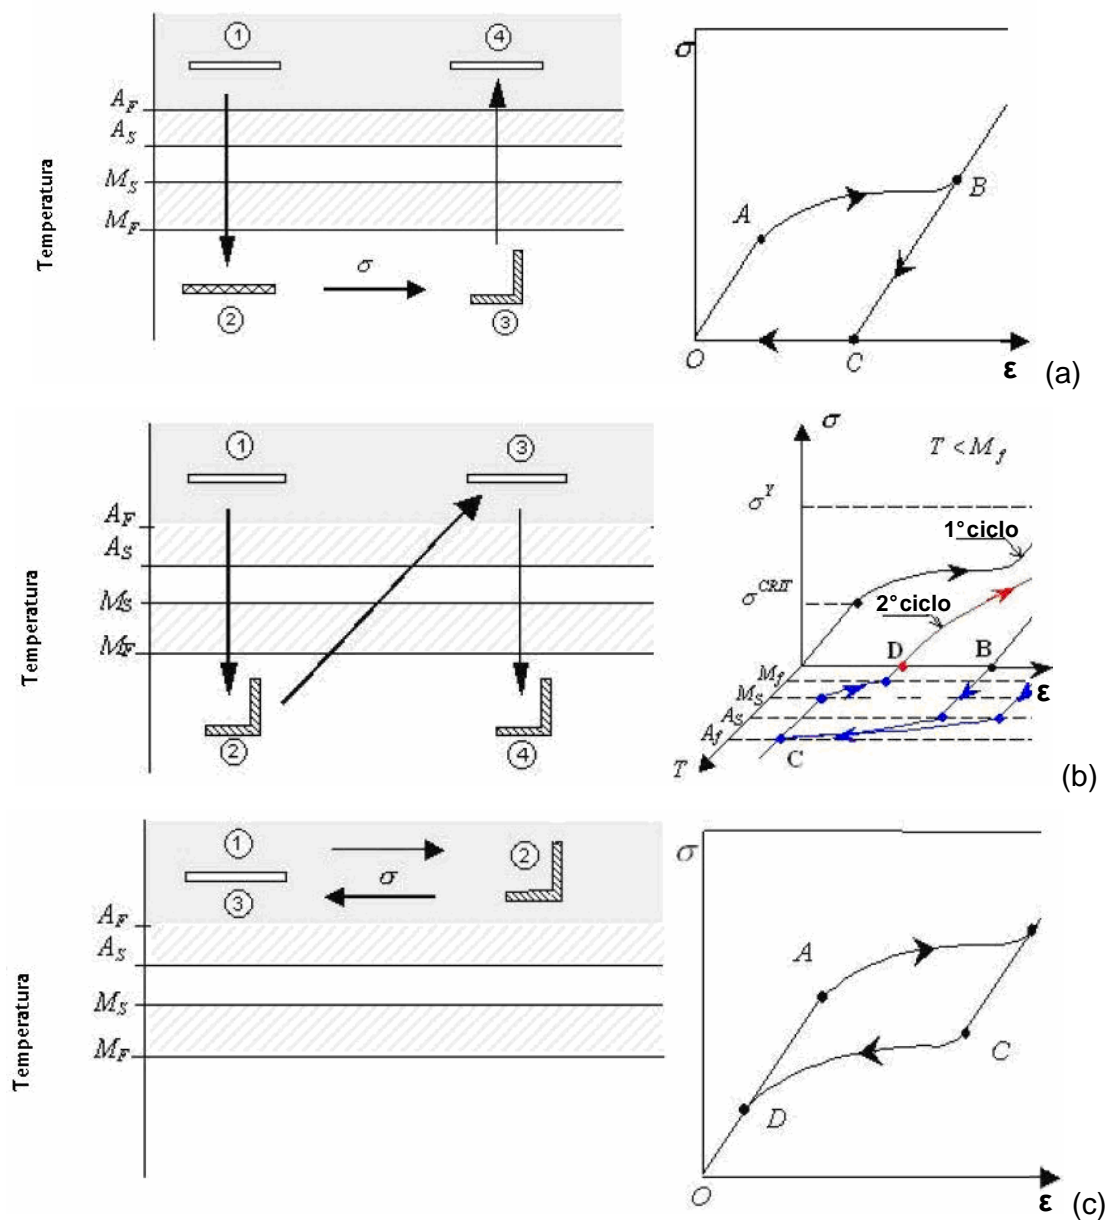 ① ④
A_F
A_S
M_S
M_F
Temperatura
σ
② ③
σ
A
B
O
C
ε
(a)
① ③
A_F
A_S
M_S
M_F
Temperatura
② ④
σ
T < M_f
σ^Y
1° ciclo
σ^CRIT
2° ciclo
D
B
M_f
M_S
A_S
A_f
ε
C
T
(b)
① ②
σ
③
A_F
A_S
M_S
M_F
Temperatura
σ
A
C
D
O
ε
(c)